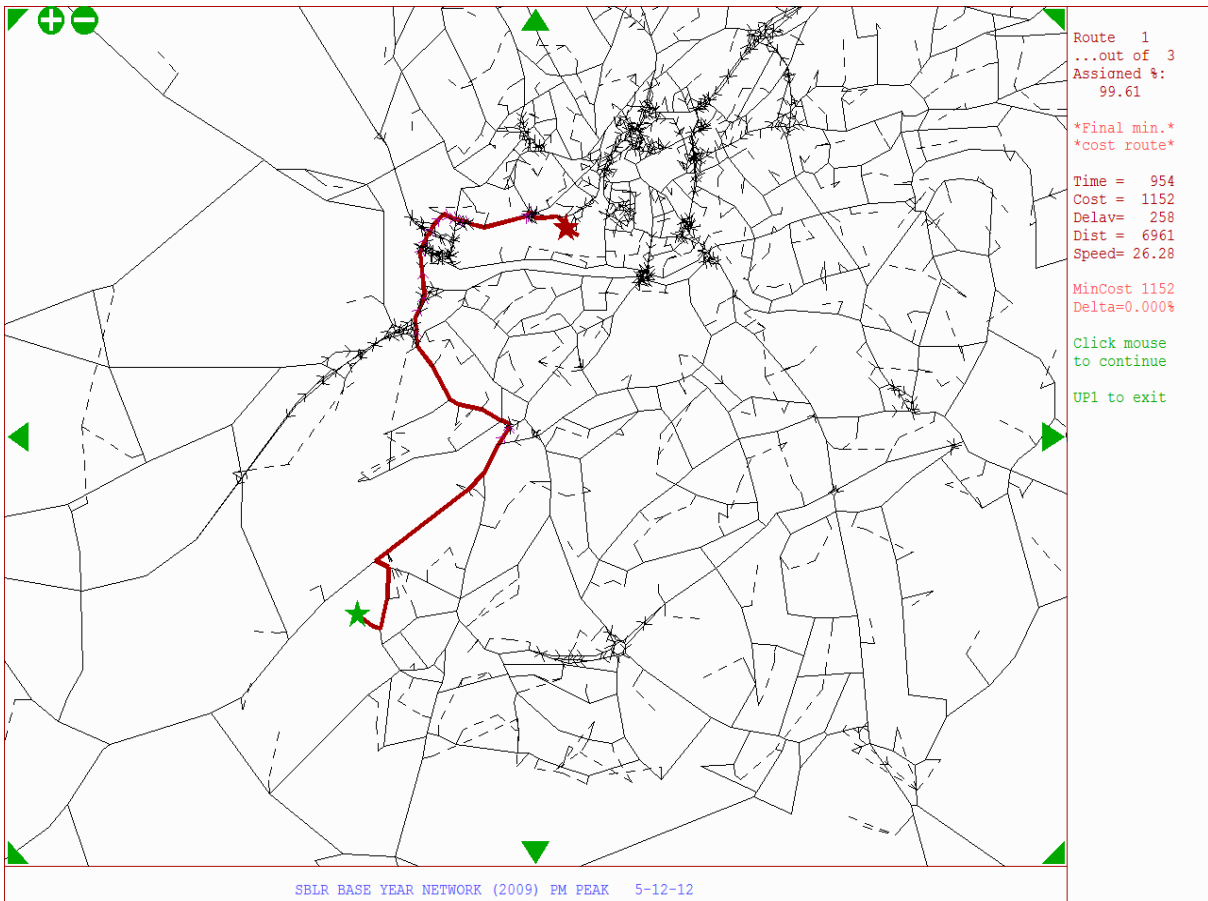 Route 1
...out of 3
Assigned %:
99.61
*Final min.*
*cost route*
Time = 954
Cost = 1152
Delay= 258
Dist = 6961
Speed= 26.28
MinCost 1152
Delta=0.000%
Click mouse
to continue
UP1 to exit
SBLR BASE YEAR NETWORK (2009) PM PEAK 5-12-12